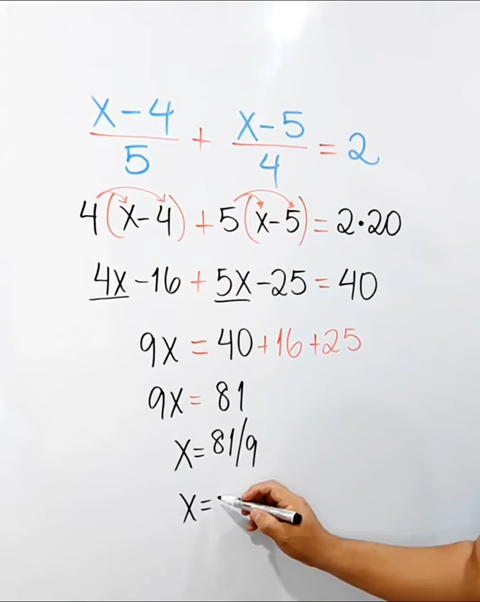 x-4/5 + x-5/4 = 2
4(x-4) + 5(x-5) = 2·20
4x-16 + 5x-25 = 40
9x = 40+16+25
9x = 81
x = 81/9
x =